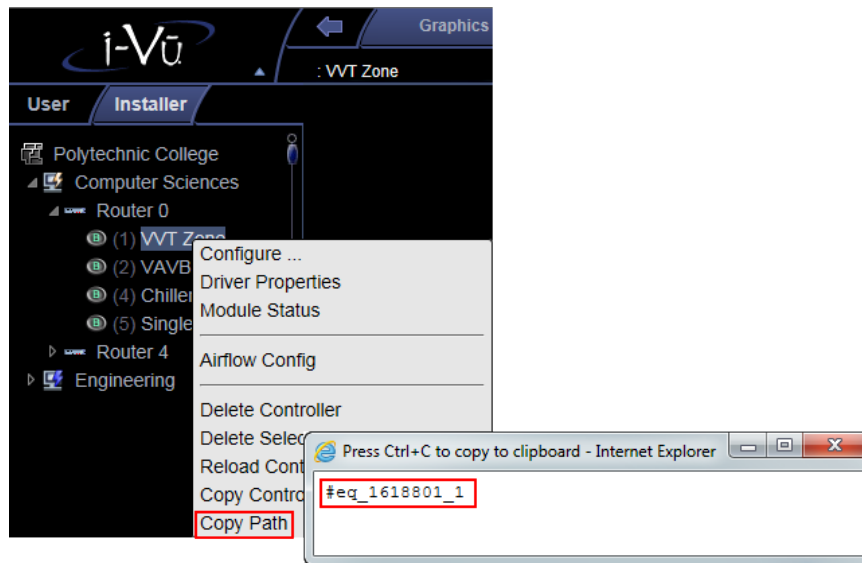 i-Vū
Graphics
: VVT Zone
User
Installer
Polytechnic College
Computer Sciences
Router 0
(1) VVT Zone
(2) VAVB
(4) Chiller
(5) Single
Router 4
Engineering
Configure ...
Driver Properties
Module Status
Airflow Config
Delete Controller
Delete Selec
Reload Cont
Copy Contro
Copy Path
Press Ctrl+C to copy to clipboard - Internet Explorer
#eq_1618801_1